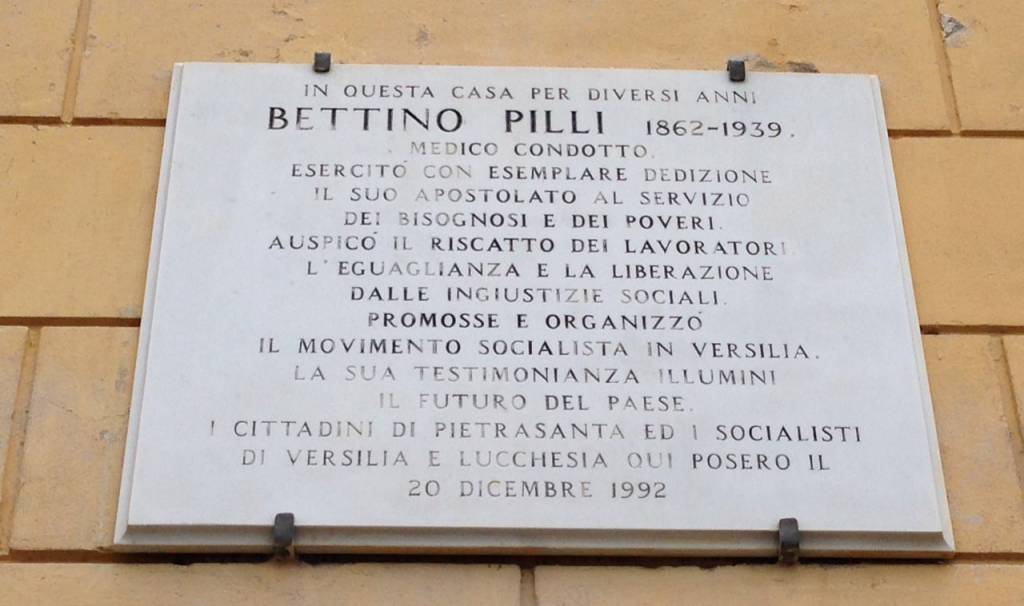 IN QUESTA CASA PER DIVERSI ANNI
BETTINO PILLI 1862-1939.
MEDICO CONDOTTO.
ESERCITÒ CON ESEMPLARE DEDIZIONE
IL SUO APOSTOLATO AL SERVIZIO
DEI BISOGNOSI E DEI POVERI.
AUSPICÒ IL RISCATTO DEI LAVORATORI.
L'EGUAGLIANZA E LA LIBERAZIONE
DALLE INGIUSTIZIE SOCIALI.
PROMOSSE E ORGANIZZÒ
IL MOVIMENTO SOCIALISTA IN VERSILIA.
LA SUA TESTIMONIANZA ILLUMINI
IL FUTURO DEL PAESE.
I CITTADINI DI PIETRASANTA ED I SOCIALISTI
DI VERSILIA E LUCCHESIA QUI POSERO IL
20 DICEMBRE 1992